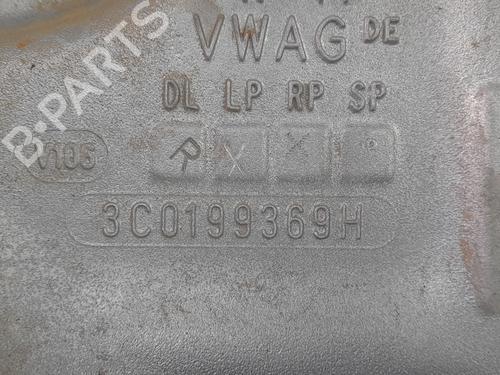 VWAG DE
DL LP RP SP
R X X
V105
3C0199369H
B-PARTS